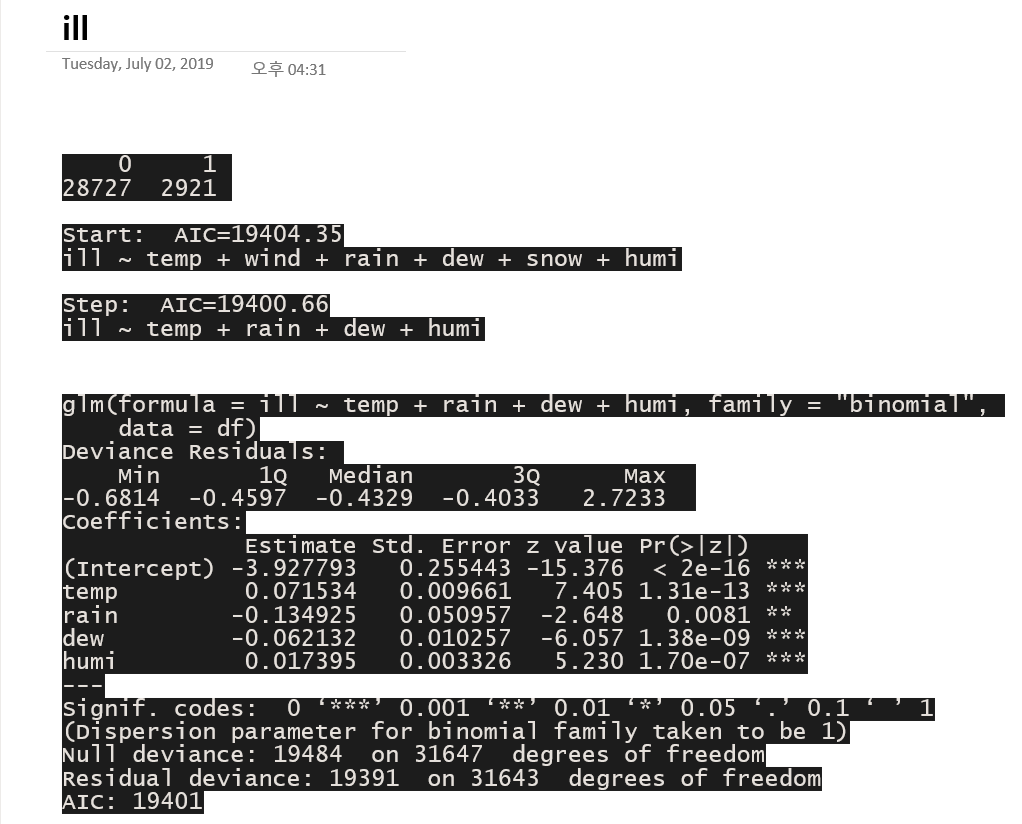 ill
Tuesday, July 02, 2019 오후 04:31
0 1
28727 2921
Start: AIC=19404.35
ill ~ temp + wind + rain + dew + snow + humi
Step: AIC=19400.66
ill ~ temp + rain + dew + humi
glm(formula = ill ~ temp + rain + dew + humi, family = "binomial",
data = df)
Deviance Residuals:
Min 1Q Median 3Q Max
-0.6814 -0.4597 -0.4329 -0.4033 2.7233
Coefficients:
Estimate Std. Error z value Pr(>|z|)
(Intercept) -3.927793 0.255443 -15.376 < 2e-16 ***
temp 0.071534 0.009661 7.405 1.31e-13 ***
rain -0.134925 0.050957 -2.648 0.0081 **
dew -0.062132 0.010257 -6.057 1.38e-09 ***
humi 0.017395 0.003326 5.230 1.70e-07 ***
---
Signif. codes: 0 ‘***’ 0.001 ‘**’ 0.01 ‘*’ 0.05 ‘.’ 0.1 ‘ ’ 1
(Dispersion parameter for binomial family taken to be 1)
Null deviance: 19484 on 31647 degrees of freedom
Residual deviance: 19391 on 31643 degrees of freedom
AIC: 19401